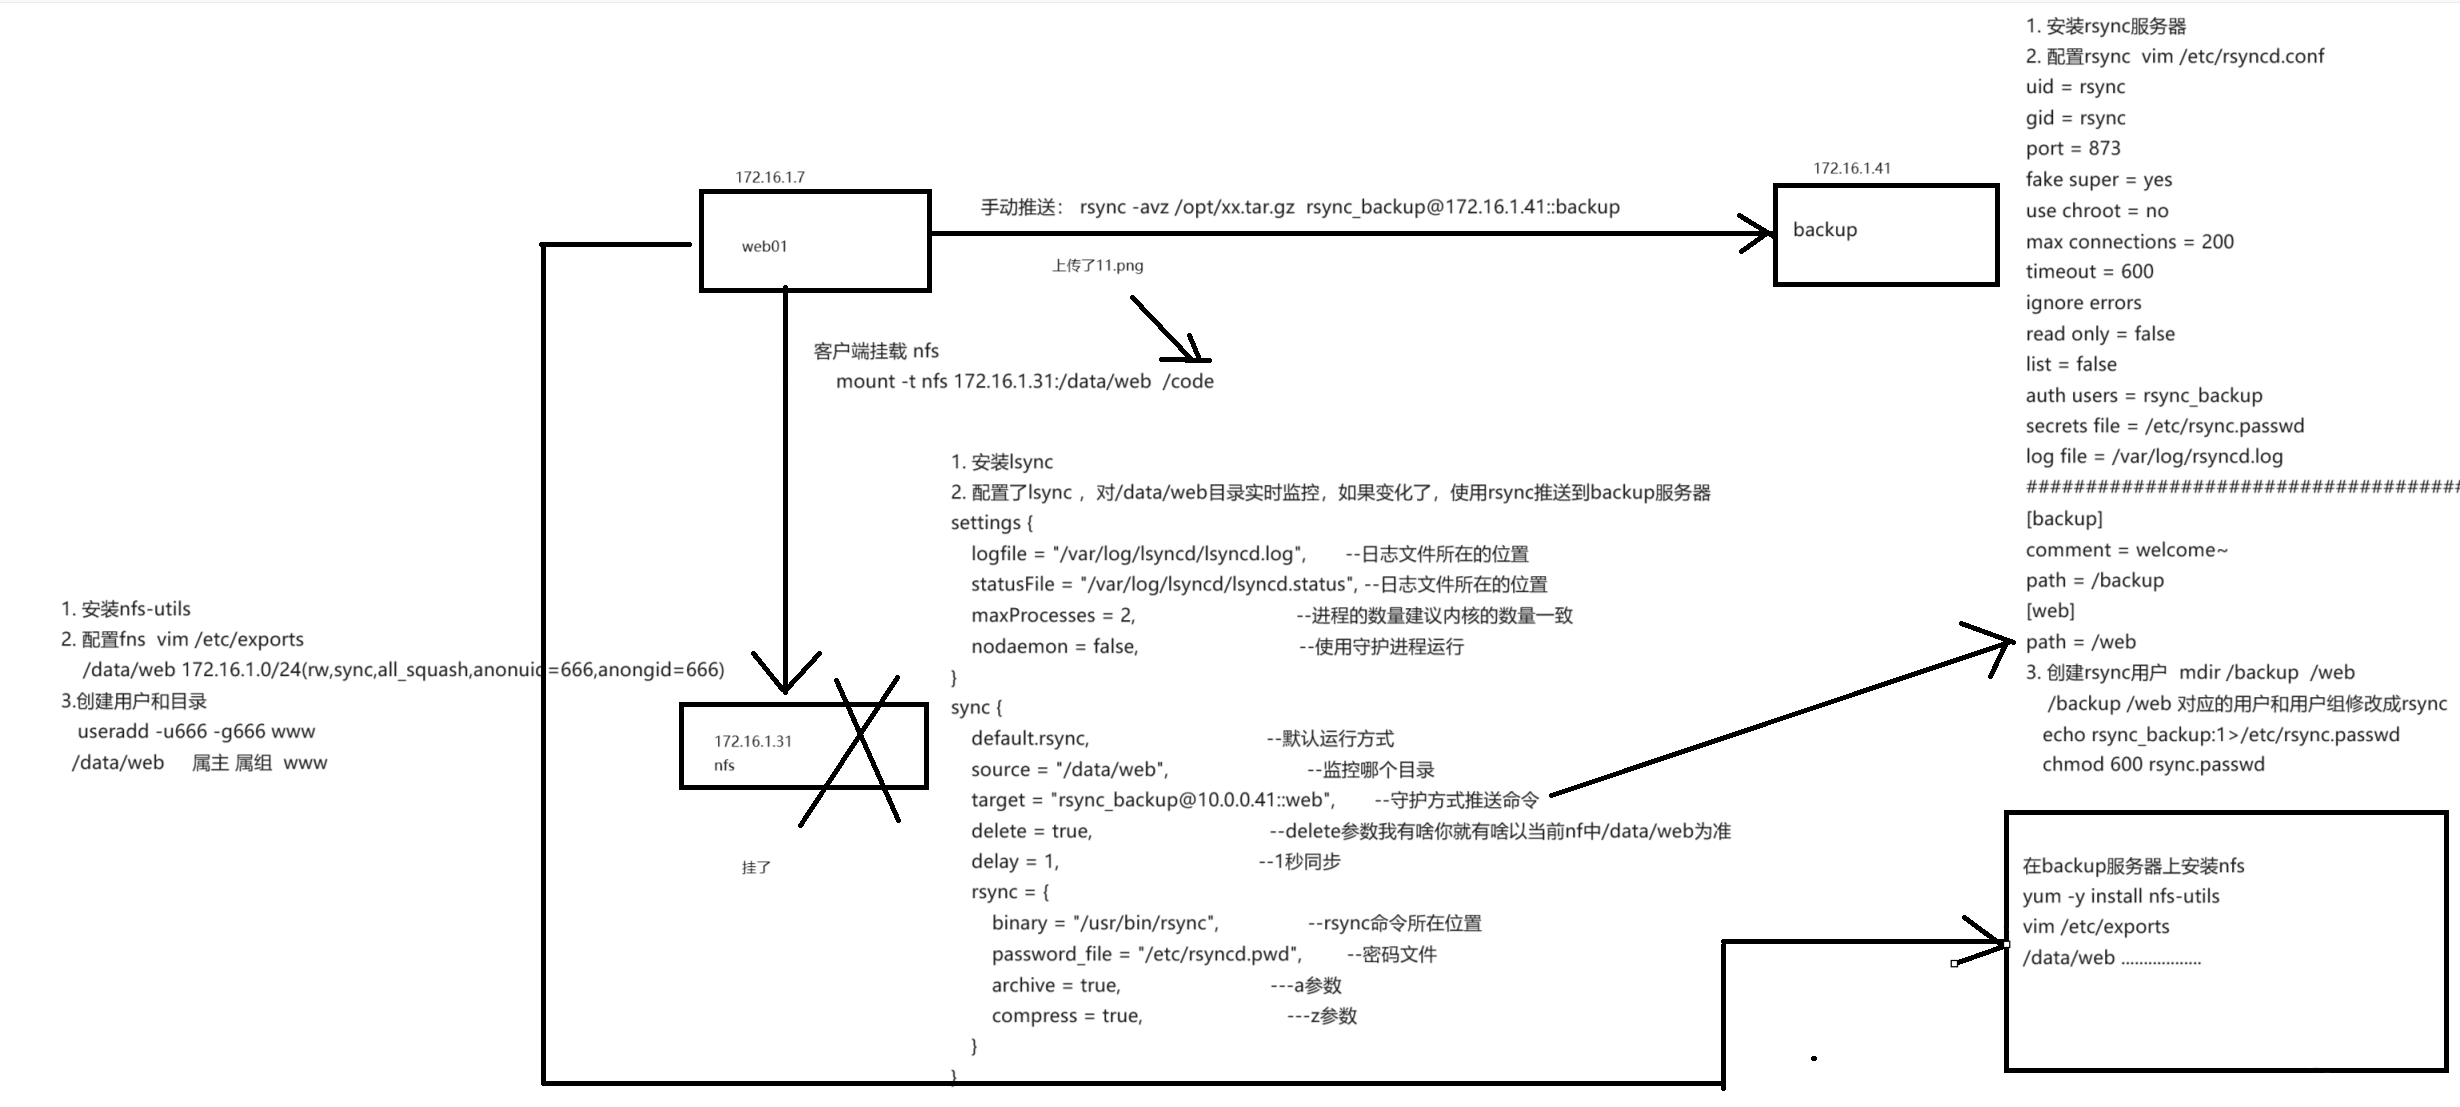 172.16.1.7
web01
手动推送： rsync -avz /opt/xx.tar.gz  rsync_backup@172.16.1.41::backup
上传了11.png
172.16.1.41
backup
客户端挂载 nfs
mount -t nfs 172.16.1.31:/data/web  /code
1. 安装nfs-utils
2. 配置fns  vim /etc/exports
/data/web 172.16.1.0/24(rw,sync,all_squash,anonuid=666,anongid=666)
3.创建用户和目录
useradd -u666 -g666 www
/data/web    属主 属组  www
172.16.1.31
nfs
挂了
1. 安装lsync
2. 配置了lsync ，对/data/web目录实时监控，如果变化了，使用rsync推送到backup服务器
settings {
logfile = "/var/log/lsyncd/lsyncd.log",      --日志文件所在的位置
statusFile = "/var/log/lsyncd/lsyncd.status", --日志文件所在的位置
maxProcesses = 2,      --进程的数量建议内核的数量一致
nodaemon = false,      --使用守护进程运行
}
sync {
default.rsync,      --默认运行方式
source = "/data/web",      --监控哪个目录
target = "rsync_backup@10.0.0.41::web",      --守护方式推送命令
delete = true,      --delete参数我有啥你就有啥以当前nf中/data/web为准
delay = 1,      --1秒同步
rsync = {
binary = "/usr/bin/rsync",      --rsync命令所在位置
password_file = "/etc/rsyncd.pwd",      --密码文件
archive = true,      ---a参数
compress = true,      ---z参数
}
}
1. 安装rsync服务器
2. 配置rsync  vim /etc/rsyncd.conf
uid = rsync
gid = rsync
port = 873
fake super = yes
use chroot = no
max connections = 200
timeout = 600
ignore errors
read only = false
list = false
auth users = rsync_backup
secrets file = /etc/rsync.passwd
log file = /var/log/rsyncd.log
#####################################
[backup]
comment = welcome~
path = /backup
[web]
path = /web
3. 创建rsync用户  mdir /backup  /web
/backup /web 对应的用户和用户组修改成rsync
echo rsync_backup:1>/etc/rsync.passwd
chmod 600 rsync.passwd
在backup服务器上安装nfs
yum -y install nfs-utils
vim /etc/exports
/data/web ..................